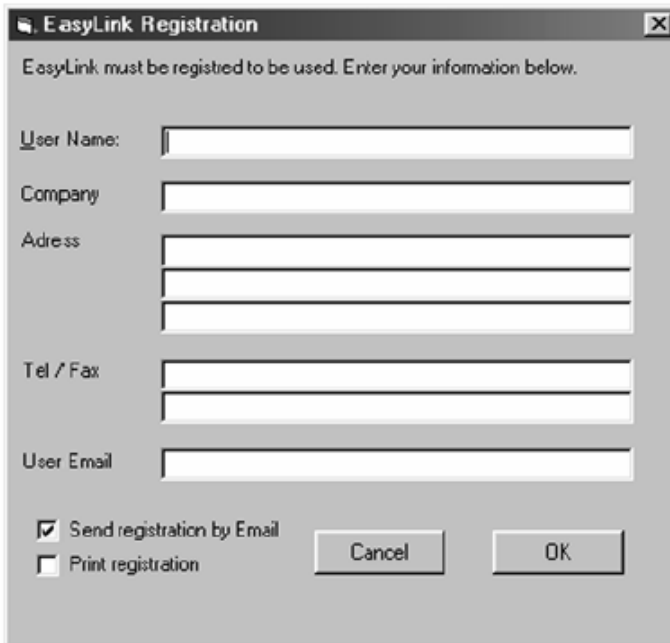 EasyLink Registration
EasyLink must be registred to be used. Enter your information below.
User Name:
Company
Adress
Tel / Fax
User Email
Send registration by Email
Print registration
Cancel
OK